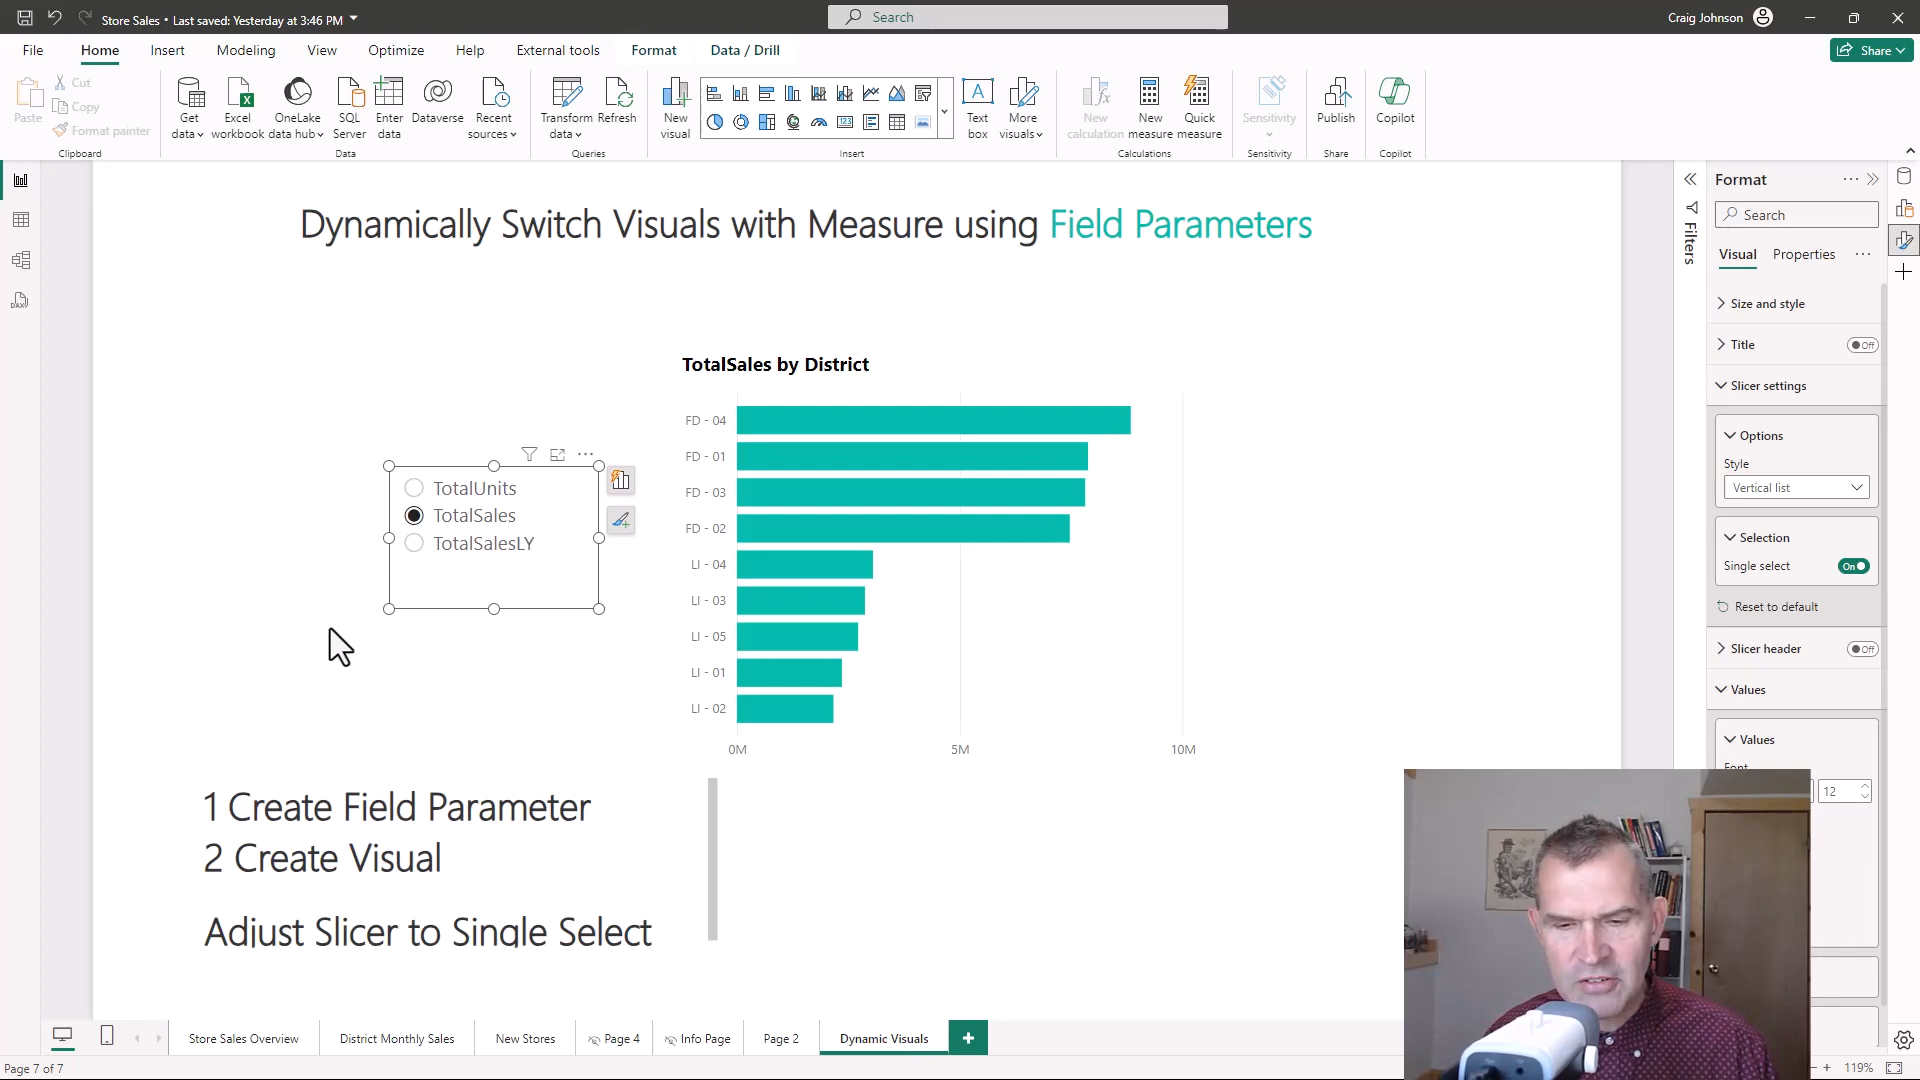 Store Sales • Last saved: Yesterday at 3:46 PM
Search
Craig Johnson
File Home Insert Modeling View Optimize Help External tools Format Data / Drill
Share
Paste
Cut
Copy
Format painter
Clipboard
Get data
Excel workbook
OneLake data hub
SQL Server
Enter data
Dataverse
Recent sources
Data
Transform data
Refresh
Queries
New visual
Text box
More visuals
Insert
New calculation
New measure
Quick measure
Calculations
Sensitivity
Sensitivity
Publish
Share
Copilot
Copilot
Dynamically Switch Visuals with Measure using Field Parameters
TotalUnits
TotalSales
TotalSalesLY
TotalSales by District
FD - 04
FD - 01
FD - 03
FD - 02
LI - 04
LI - 03
LI - 05
LI - 01
LI - 02
0M 5M 10M
1 Create Field Parameter
2 Create Visual
Adjust Slicer to Single Select
Filters
Format
Search
Visual Properties
Size and style
Title Off
Slicer settings
Options
Style
Vertical list
Selection
Single select On
Reset to default
Slicer header Off
Values
Values
Font
12
Store Sales Overview District Monthly Sales New Stores Page 4 Info Page Page 2 Dynamic Visuals
Page 7 of 7
119%
DAX